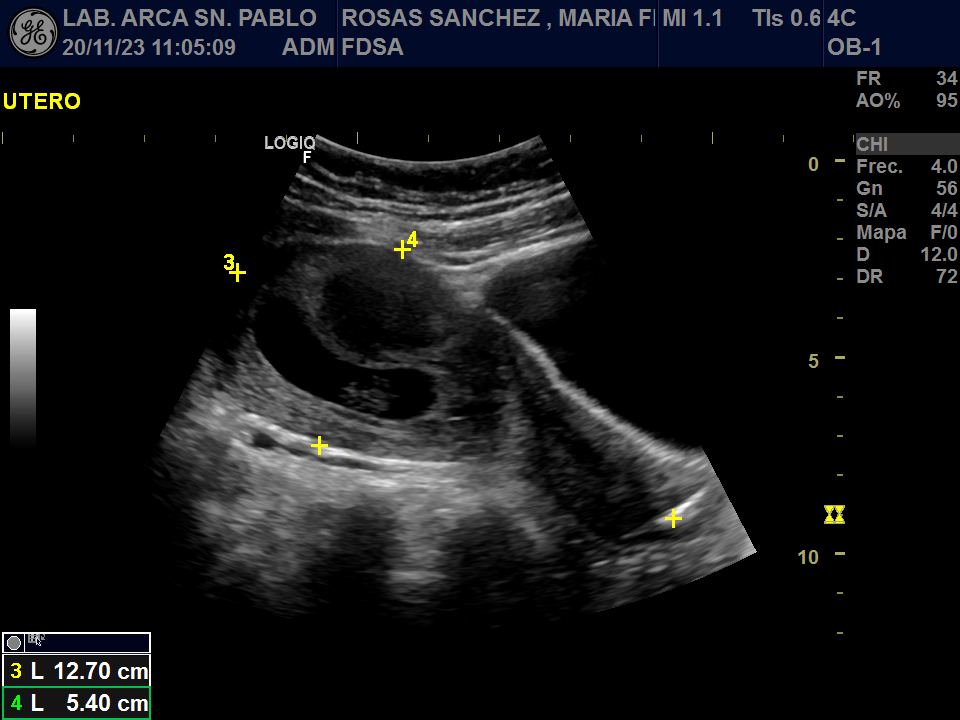 GE
LAB. ARCA SN. PABLO
ROSAS SANCHEZ , MARIA F
MI 1.1
TIs 0.6
4C
20/11/23 11:05:09
ADM
FDSA
OB-1
FR 34
AO% 95
UTERO
LOGIQ
F
CHI
Frec. 4.0
Gn 56
S/A 4/4
Mapa F/0
D 12.0
DR 72
0
4
3
5
10
3 L 12.70 cm
4 L 5.40 cm